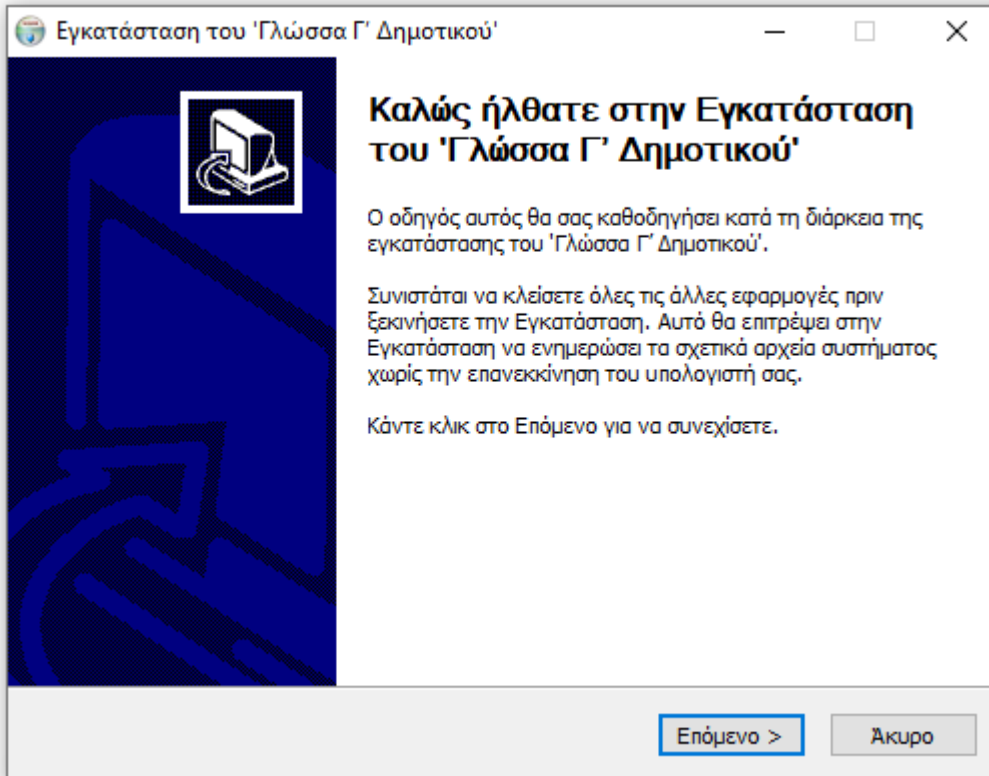 Εγκατάσταση του 'Γλώσσα Γ’ Δημοτικού'
Καλώς ήλθατε στην Εγκατάσταση
του 'Γλώσσα Γ’ Δημοτικού'
Ο οδηγός αυτός θα σας καθοδηγήσει κατά τη διάρκεια της
εγκατάστασης του 'Γλώσσα Γ’ Δημοτικού'.
Συνιστάται να κλείσετε όλες τις άλλες εφαρμογές πριν
ξεκινήσετε την Εγκατάσταση. Αυτό θα επιτρέψει στην
Εγκατάσταση να ενημερώσει τα σχετικά αρχεία συστήματος
χωρίς την επανεκκίνηση του υπολογιστή σας.
Κάντε κλικ στο Επόμενο για να συνεχίσετε.
Επόμενο >
Άκυρο